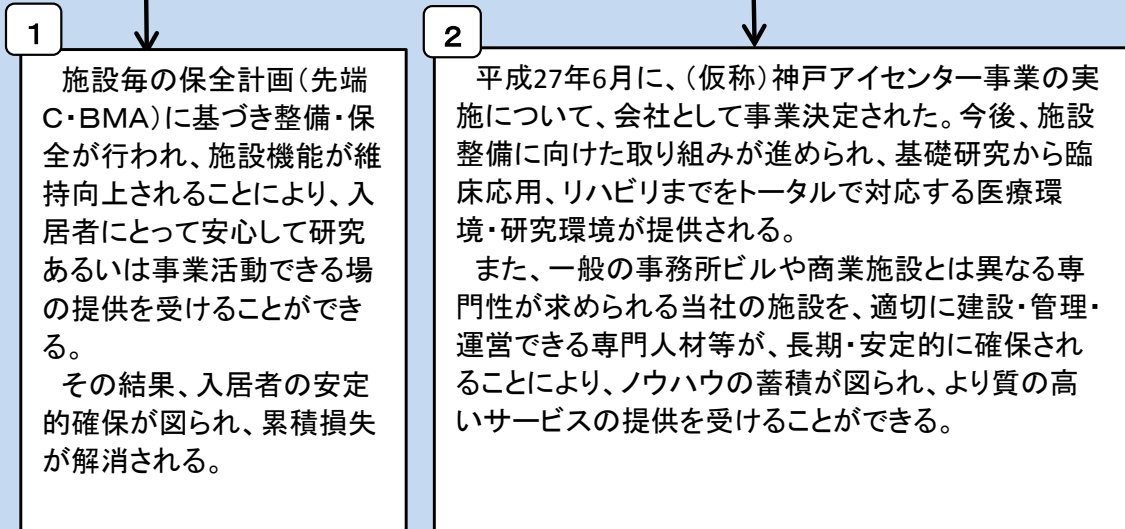 1
施設毎の保全計画（先端
C・BMA）に基づき整備・保
全が行われ、施設機能が維
持向上されることにより、入
居者にとって安心して研究
あるいは事業活動できる場
の提供を受けることができ
る。
その結果、入居者の安定
的確保が図られ、累積損失
が解消される。
2
平成27年6月に、（仮称）神戸アイセンター事業の実
施について、会社として事業決定された。今後、施設
整備に向けた取り組みが進められ、基礎研究から臨
床応用、リハビリまでをトータルで対応する医療環
境・研究環境が提供される。
また、一般の事務所ビルや商業施設とは異なる専
門性が求められる当社の施設を、適切に建設・管理・
運営できる専門人材等が、長期・安定的に確保され
ることにより、ノウハウの蓄積が図られ、より質の高
いサービスの提供を受けることができる。